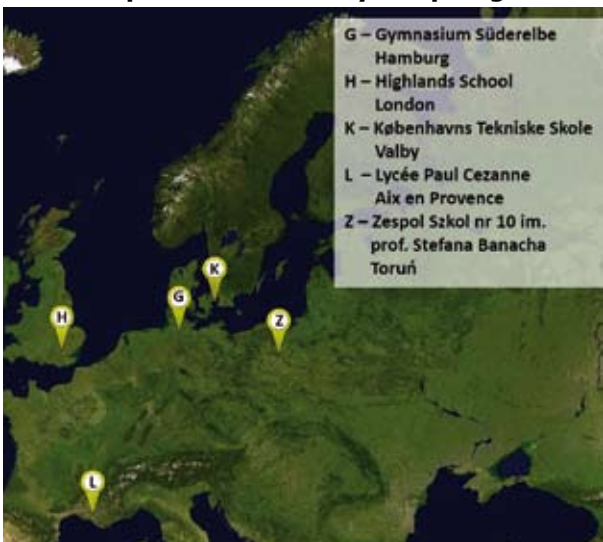 G – Gymnasium Süderelbe
Hamburg
H – Highlands School
London
K – Københavns Tekniske Skole
Valby
L – Lycée Paul Cezanne
Aix en Provence
Z – Zespol Szkol nr 10 im.
prof. Stefana Banacha
Toruń
K
G
H
Z
L